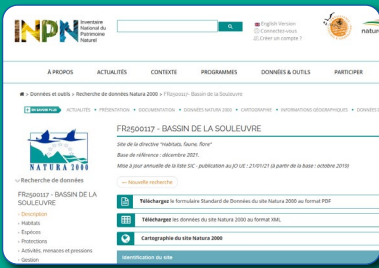 INPN
Inventaire
National du
Patrimoine
Naturel
English Version
Connectez-vous
Créer un compte !
natur
À PROPOS
ACTUALITÉS
CONTEXTE
PROGRAMMES
DONNÉES & OUTILS
PARTICIPER
» Données et outils » Recherche de données Natura 2000 » FR2500117- Bassin de la Souleuvre
EN SAVOIR PLUS ACTUALITÉS • PRESENTATION • DOCUMENTATION • DONNÉES NATURA 2000 • CARTOGRAPHIE • INFORMATIONS GÉOGRAPHIQUES • DONNÉES
NATURA 2000
Recherche de données
FR2500117 - BASSIN DE LA
SOULEUVRE
› Description
› Habitats
› Espèces
› Protections
› Activités, menaces et pressions
› Gestion
FR2500117 - BASSIN DE LA SOULEUVRE
Site de la directive "Habitats, faune, flore"
Base de référence : décembre 2021.
Mise à jour annuelle de la liste SIC - publication au JO UE : 21/01/21 (à partir de la base : octobre 2019)
Nouvelle recherche
Téléchargez le formulaire Standard de Données du site Natura 2000 au format PDF
Téléchargez les données du site Natura 2000 au format XML
Cartographie du site Natura 2000
Identification du site